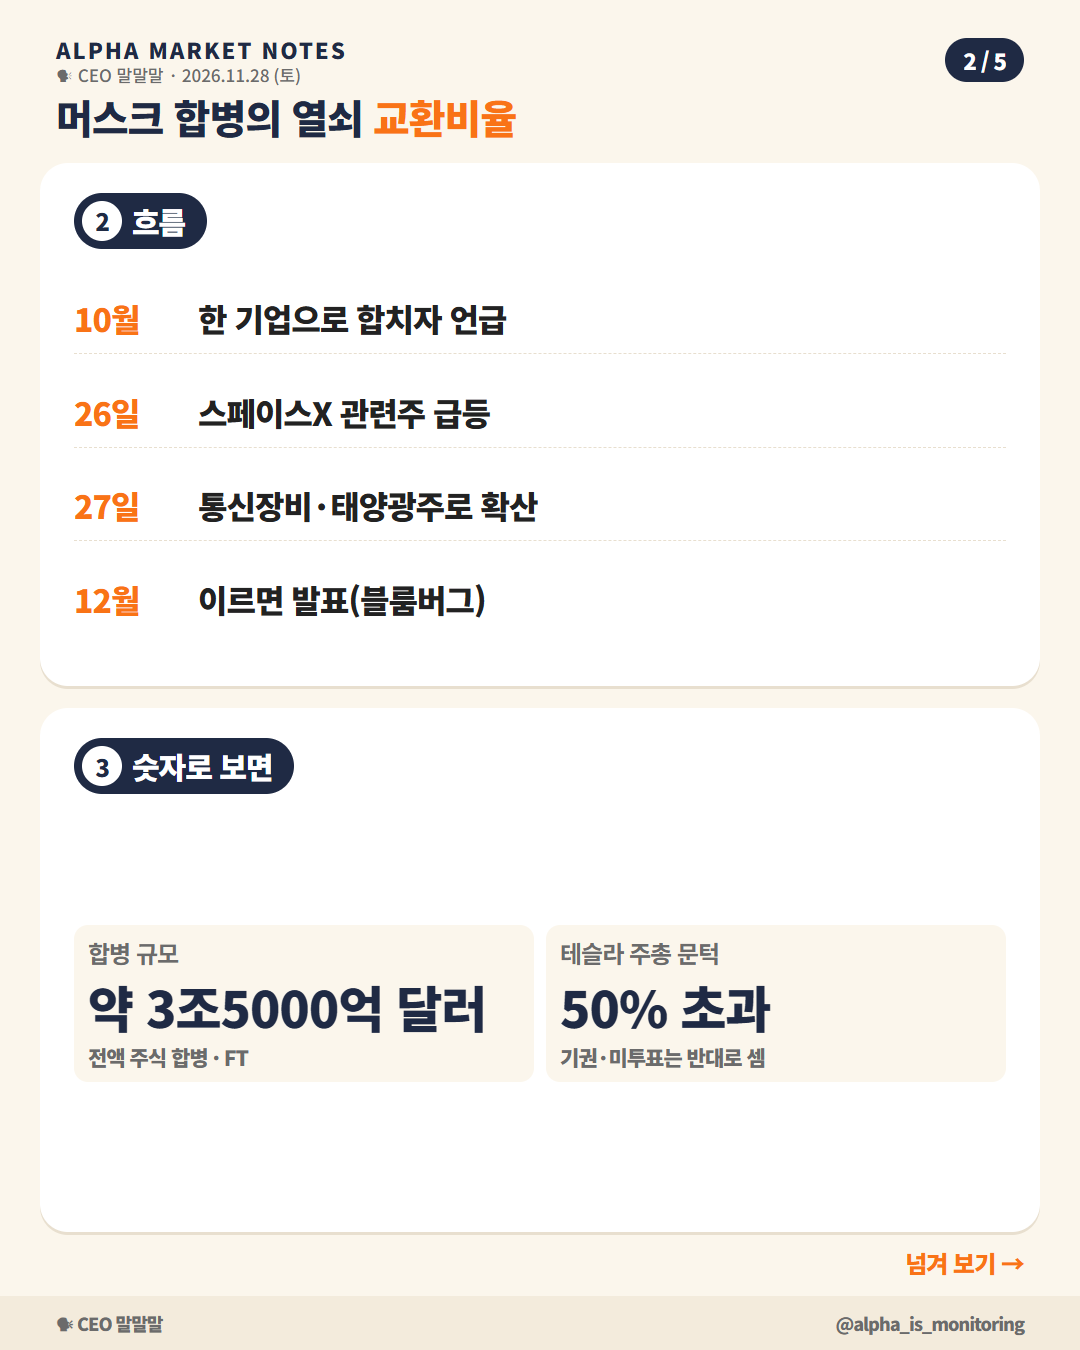 ALPHA MARKET NOTES
🗣 CEO 말말말 · 2026.11.28 (토)
2 / 5
머스크 합병의 열쇠 교환비율
2 흐름
10월 한 기업으로 합치자 언급
26일 스페이스X 관련주 급등
27일 통신장비·태양광주로 확산
12월 이르면 발표(블룸버그)
3 숫자로 보면
합병 규모
약 3조5000억 달러
전액 주식 합병 · FT
테슬라 주총 문턱
50% 초과
기권·미투표는 반대로 셈
넘겨 보기 →
🗣 CEO 말말말
@alpha_is_monitoring